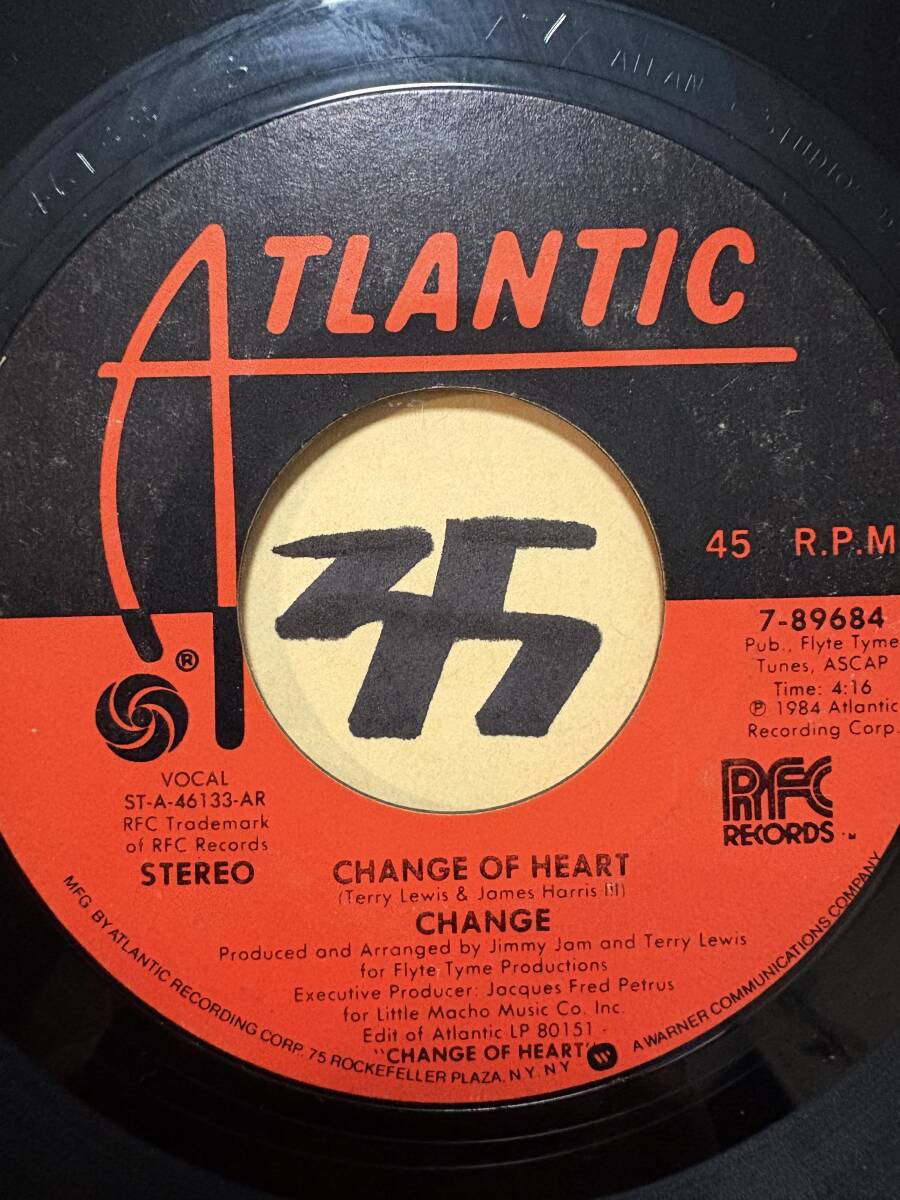 ATLANTIC
45 R.P.M
7-89684
Pub., Flyte Tyme
Tunes, ASCAP
Time: 4:16
℗ 1984 Atlantic
Recording Corp.
®
VOCAL
ST-A-46133-AR
RFC Trademark
of RFC Records
STEREO
RFC
RECORDS
CHANGE OF HEART
(Terry Lewis & James Harris III)
CHANGE
Produced and Arranged by Jimmy Jam and Terry Lewis
for Flyte Tyme Productions
Executive Producer: Jacques Fred Petrus
for Little Macho Music Co. Inc.
Edit of Atlantic LP 80151
"CHANGE OF HEART"
MFG. BY ATLANTIC RECORDING CORP. 75 ROCKEFELLER PLAZA, N.Y. N.Y. A WARNER COMMUNICATIONS COMPANY